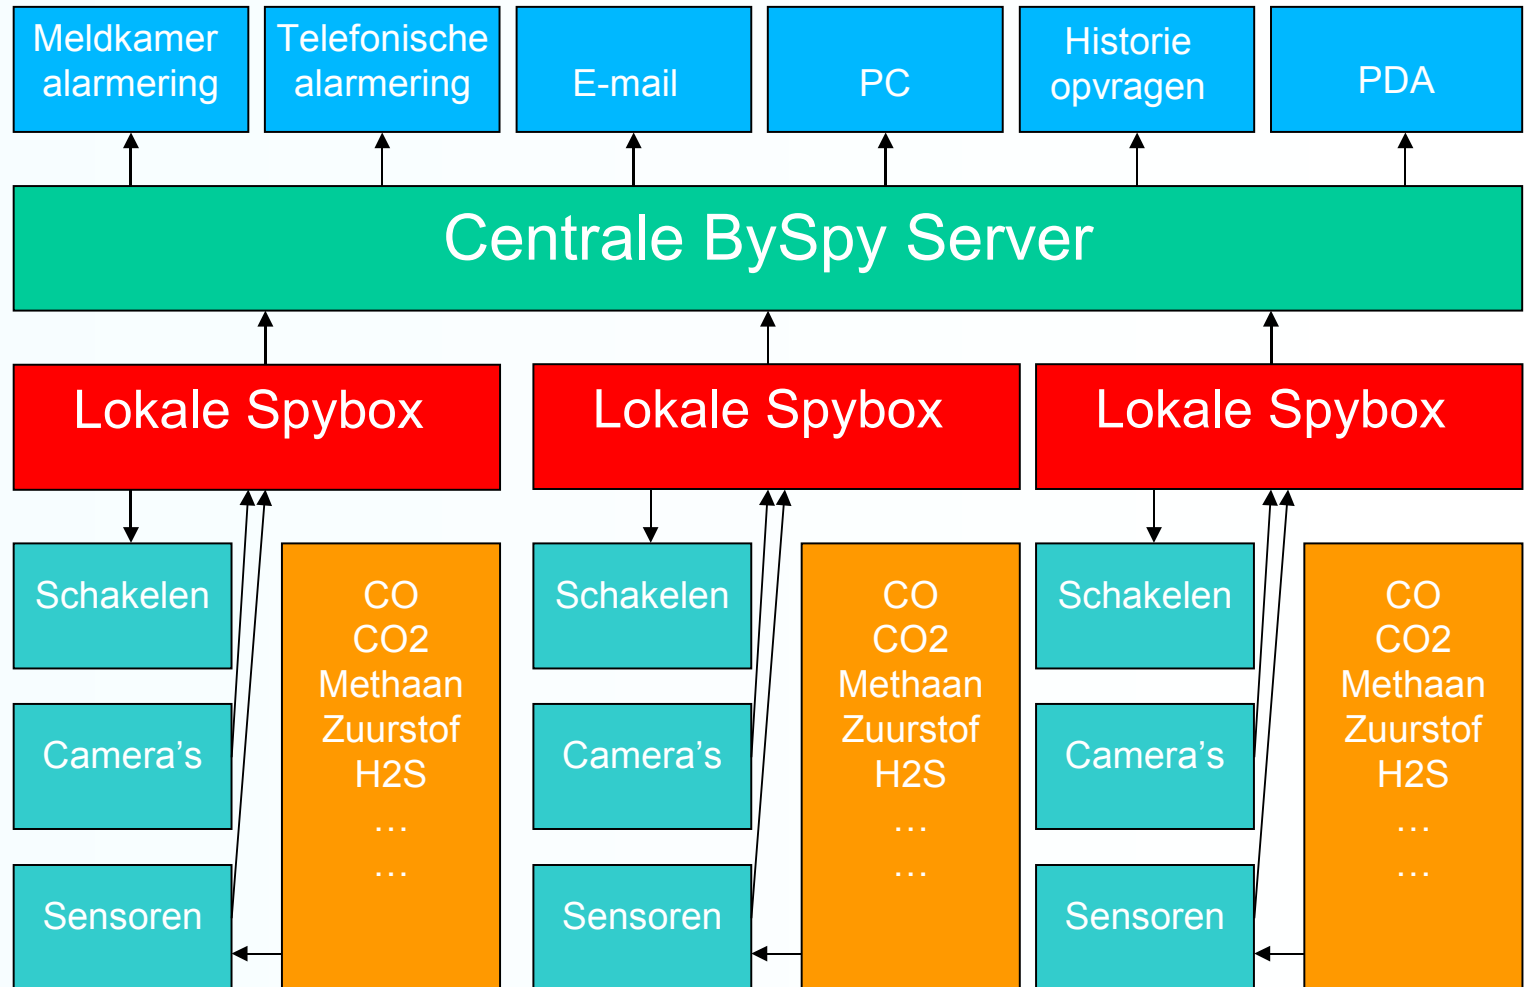 Meldkamer
alarmering
Telefonische
alarmering
E-mail
PC
Historie
opvragen
PDA
Centrale BySpy Server
Lokale Spybox
Lokale Spybox
Lokale Spybox
Schakelen
Camera’s
Sensoren
CO
CO2
Methaan
Zuurstof
H2S
…
…
Schakelen
Camera’s
Sensoren
CO
CO2
Methaan
Zuurstof
H2S
…
…
Schakelen
Camera’s
Sensoren
CO
CO2
Methaan
Zuurstof
H2S
…
…